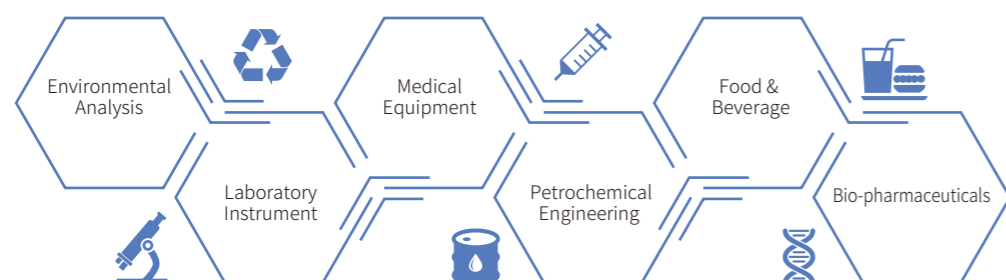 Environmental
Analysis
Medical
Equipment
Food &
Beverage
Laboratory
Instrument
Petrochemical
Engineering
Bio-pharmaceuticals